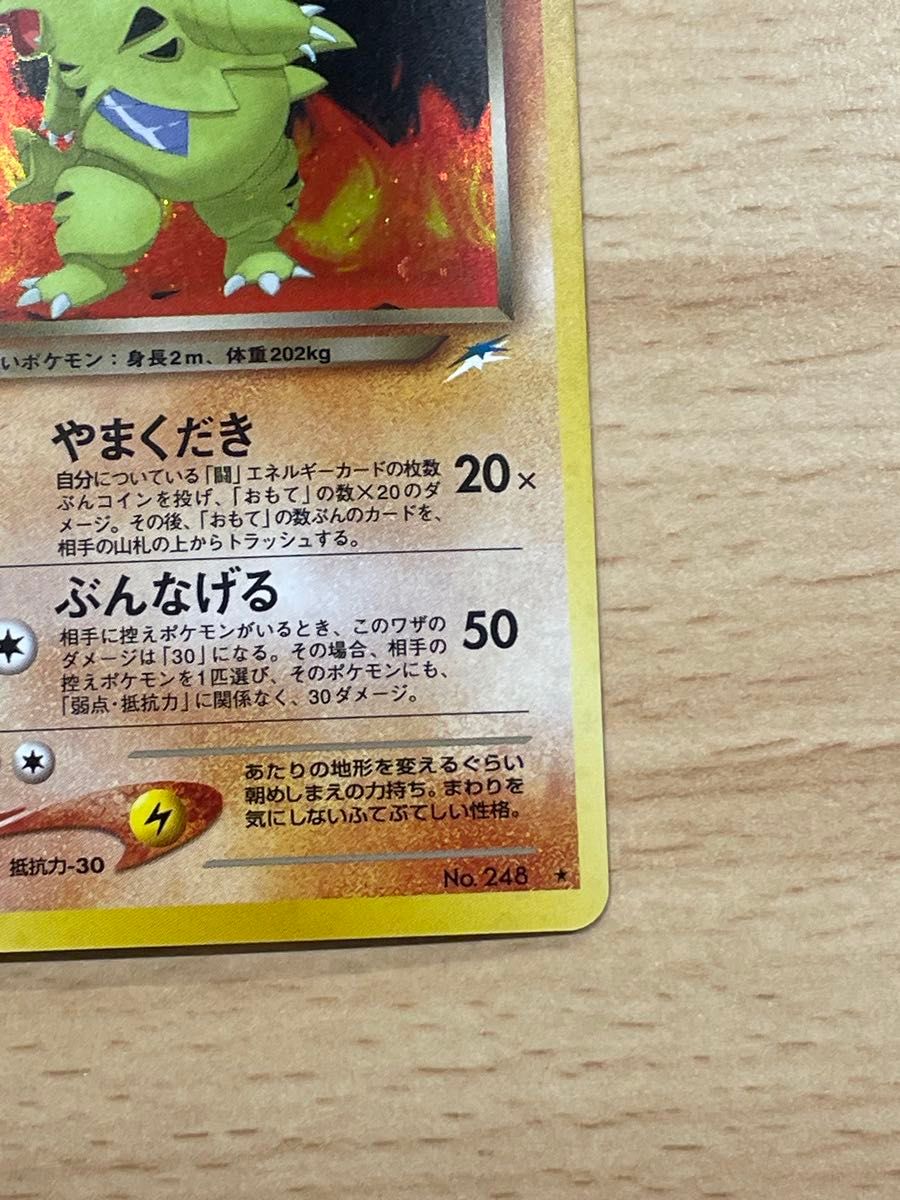 いポケモン：身長2m、体重202kg
やまくだき
20×
自分についている「闘」エネルギーカードの枚数
ぶんコインを投げ、「おもて」の数×20のダ
メージ。その後、「おもて」の数ぶんのカードを、
相手の山札の上からトラッシュする。
ぶんなげる
50
相手に控えポケモンがいるとき、このワザの
ダメージは「30」になる。その場合、相手の
控えポケモンを1匹選び、そのポケモンにも、
「弱点・抵抗力」に関係なく、30ダメージ。
あたりの地形を変えるぐらい
朝めしまえの力持ち。まわりを
気にしないふてぶてしい性格。
抵抗力-30
No. 248 ★